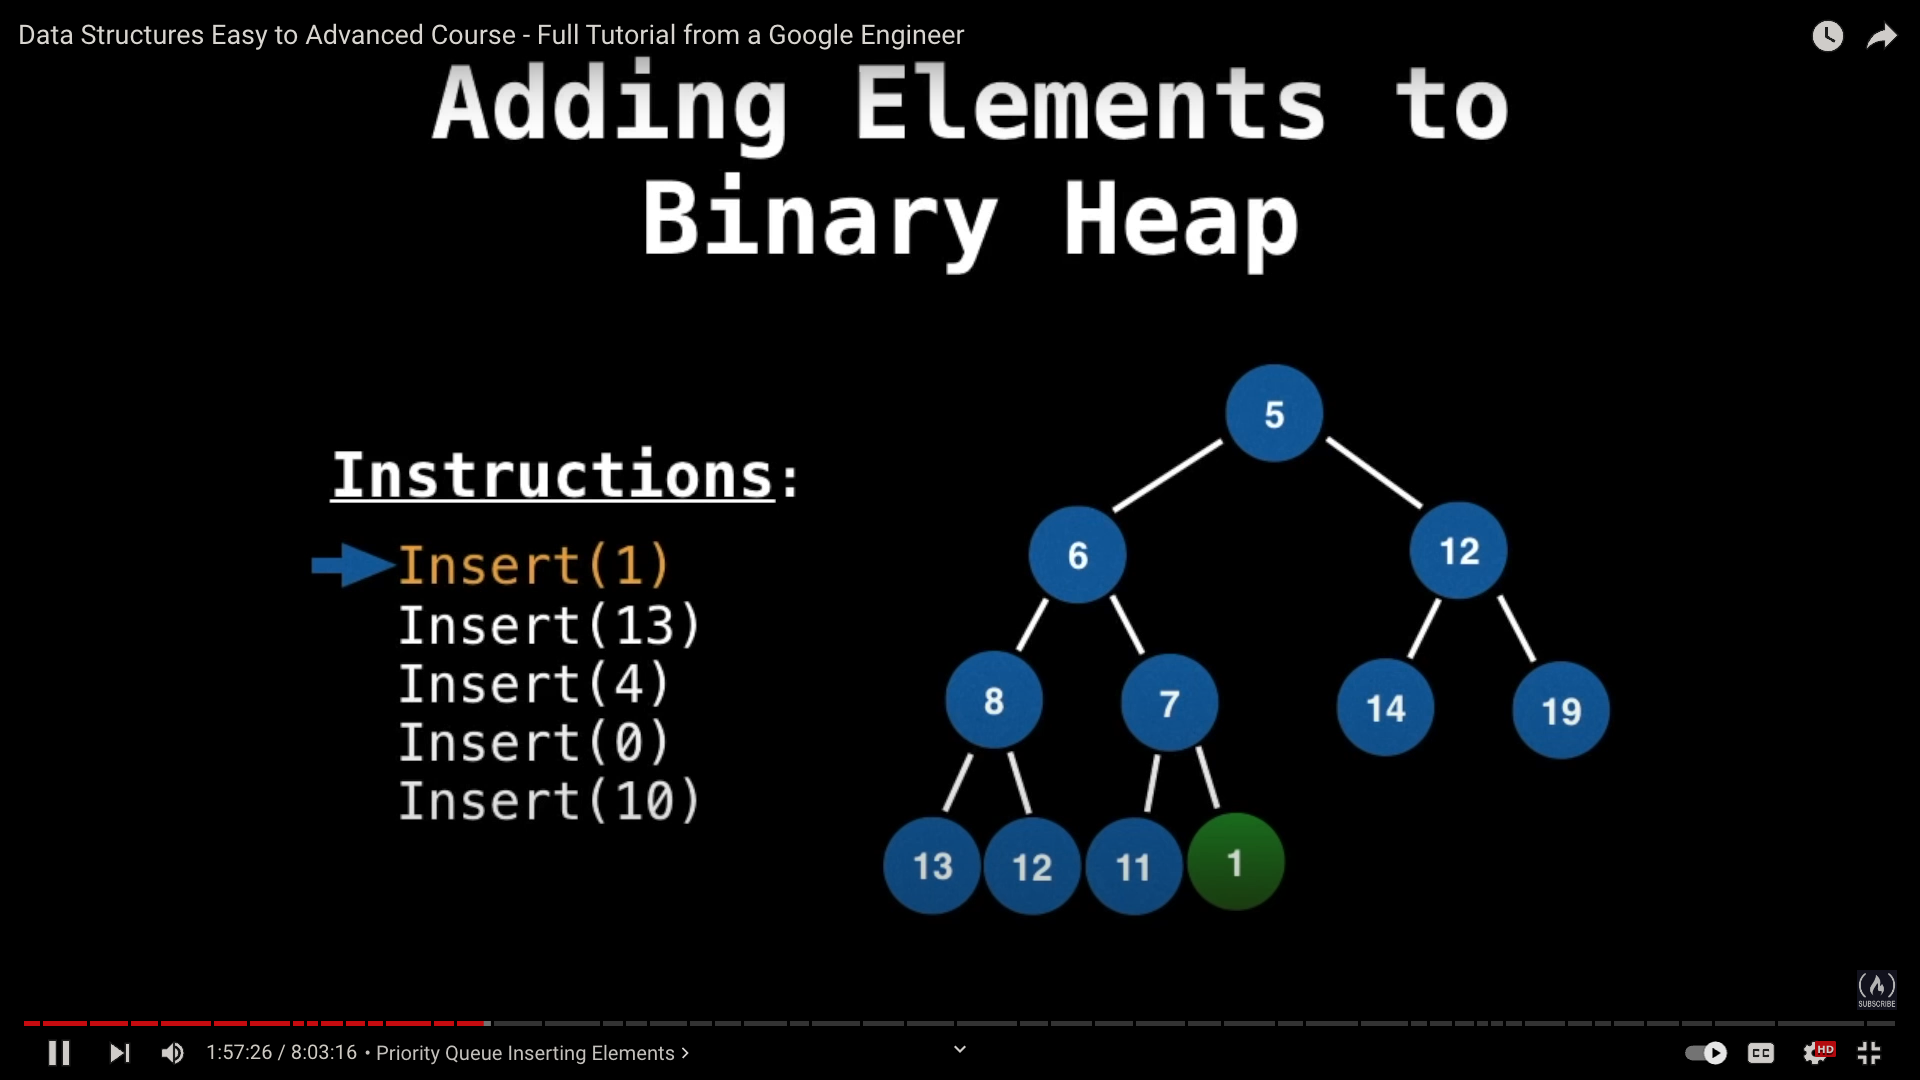 Data Structures Easy to Advanced Course - Full Tutorial from a Google Engineer
Adding Elements to
Binary Heap
Instructions:
Insert(1)
Insert(13)
Insert(4)
Insert(0)
Insert(10)
5
6 12
8 7 14 19
13 12 11 1
SUBSCRIBE
1:57:26 / 8:03:16 • Priority Queue Inserting Elements >
CC HD